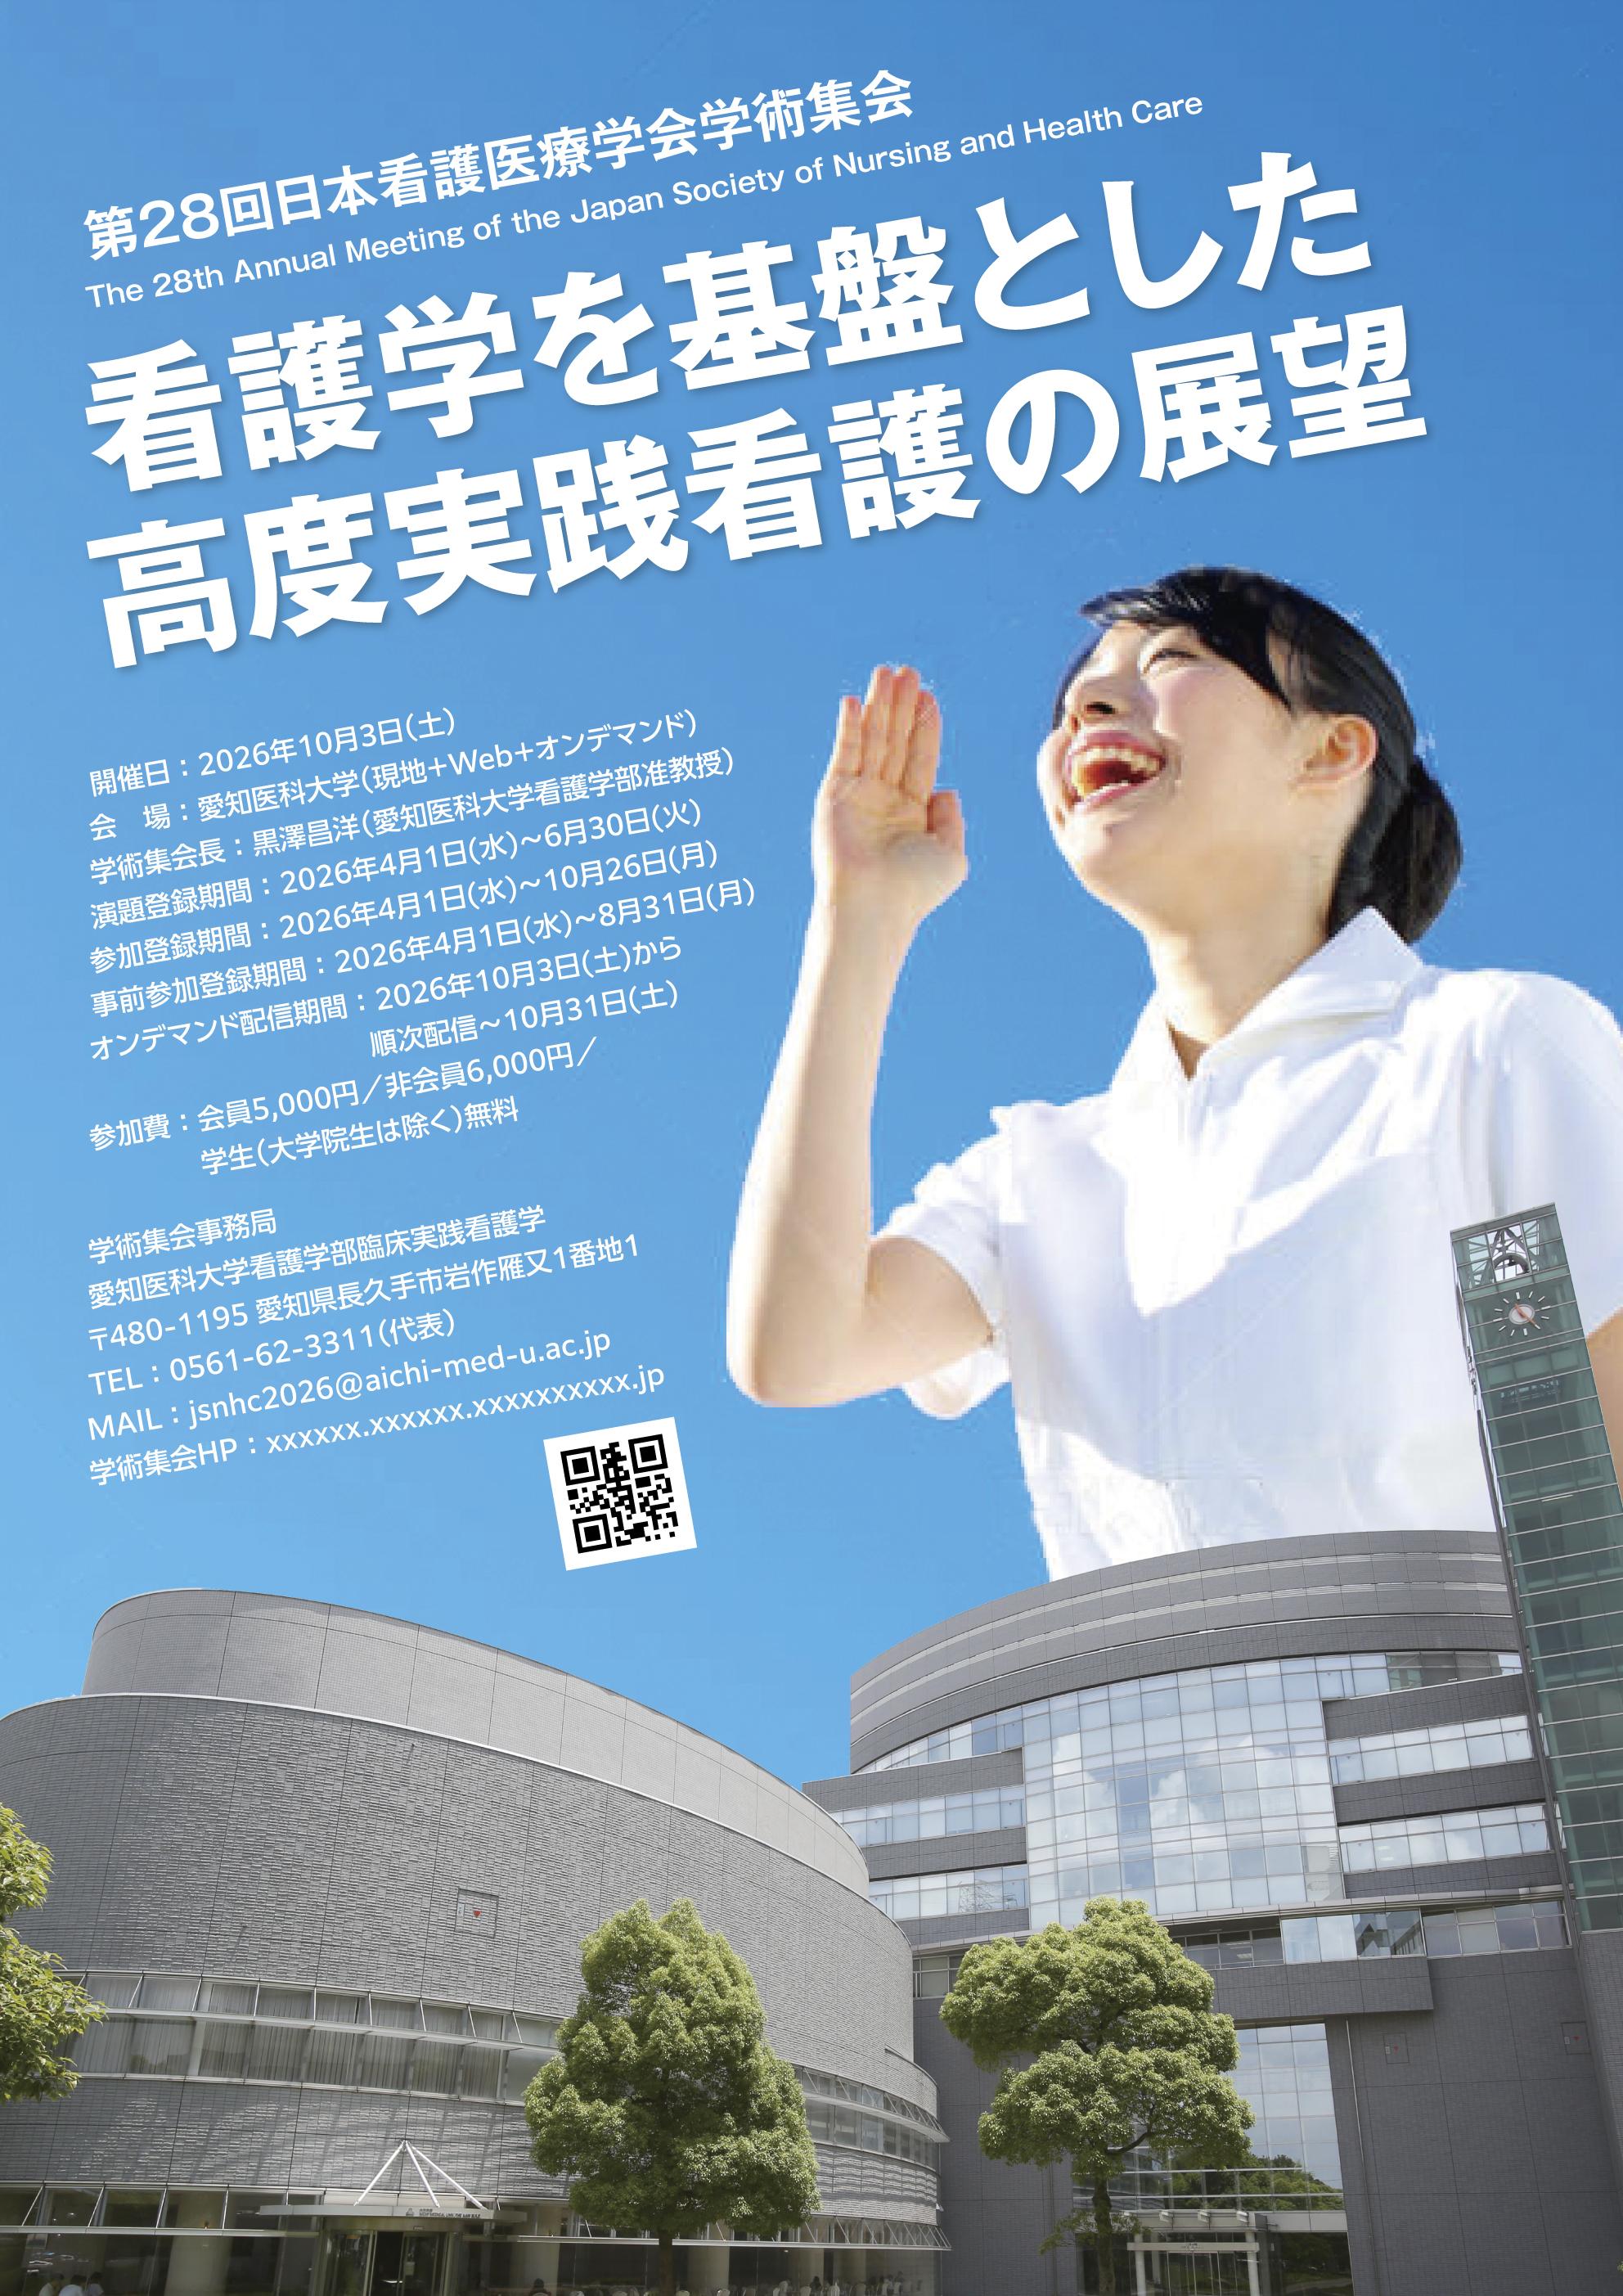 第28回日本看護医療学会学術集会
The 28th Annual Meeting of the Japan Society of Nursing and Health Care
看護学を基盤とした
高度実践看護の展望
開催日：2026年10月3日（土）
会　場：愛知医科大学（現地+Web+オンデマンド）
学術集会長：黒澤昌洋（愛知医科大学看護学部准教授）
演題登録期間：2026年4月1日（水）~6月30日（火）
参加登録期間：2026年4月1日（水）~10月26日（月）
事前参加登録期間：2026年4月1日（水）~8月31日（月）
オンデマンド配信期間：2026年10月3日（土）から
順次配信~10月31日（土）
参加費：会員5,000円／非会員6,000円／
学生（大学院生は除く）無料
学術集会事務局
愛知医科大学看護学部臨床実践看護学
〒480-1195 愛知県長久手市岩作雁又1番地1
TEL：0561-62-3311（代表）
MAIL：jsnhc2026@aichi-med-u.ac.jp
学術集会HP：xxxxxx.xxxxxx.xxxxxxxxxx.jp